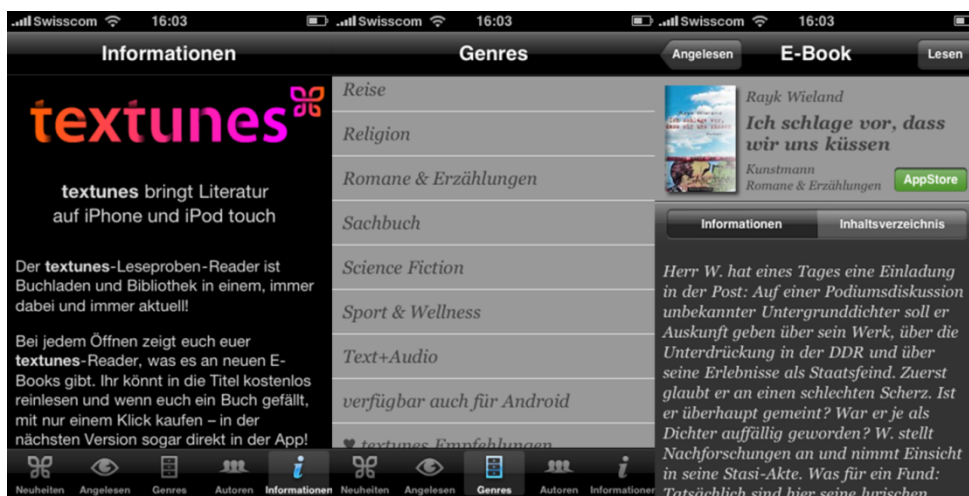 Swisscom 16:03
Informationen
textunes
textunes bringt Literatur
auf iPhone und iPod touch
Der textunes-Leseproben-Reader ist
Buchladen und Bibliothek in einem, immer
dabei und immer aktuell!
Bei jedem Öffnen zeigt euch euer
textunes-Reader, was es an neuen E-
Books gibt. Ihr könnt in die Titel kostenlos
reinlesen und wenn euch ein Buch gefällt,
mit nur einem Klick kaufen – in der
nächsten Version sogar direkt in der App!
Neuheiten Angelesen Genres Autoren Informationen
Swisscom 16:03
Genres
Reise
Religion
Romane & Erzählungen
Sachbuch
Science Fiction
Sport & Wellness
Text+Audio
verfügbar auch für Android
♥ textunes Empfehlungen
Neuheiten Angelesen Genres Autoren Informationen
Swisscom 16:03
Angelesen E-Book Lesen
Rayk Wieland
Ich schlage vor, dass
wir uns küssen
Kunstmann
Romane & Erzählungen
AppStore
Informationen Inhaltsverzeichnis
Herr W. hat eines Tages eine Einladung
in der Post: Auf einer Podiumsdiskussion
unbekannter Untergrunddichter soll er
Auskunft geben über sein Werk, über die
Unterdrückung in der DDR und über
seine Erlebnisse als Staatsfeind. Zuerst
glaubt er an einen schlechten Scherz. Ist
er überhaupt gemeint? War er je als
Dichter auffällig geworden? W. stellt
Nachforschungen an und nimmt Einsicht
in seine Stasi-Akte. Was für ein Fund:
Tatsächlich sind hier seine lyrischen